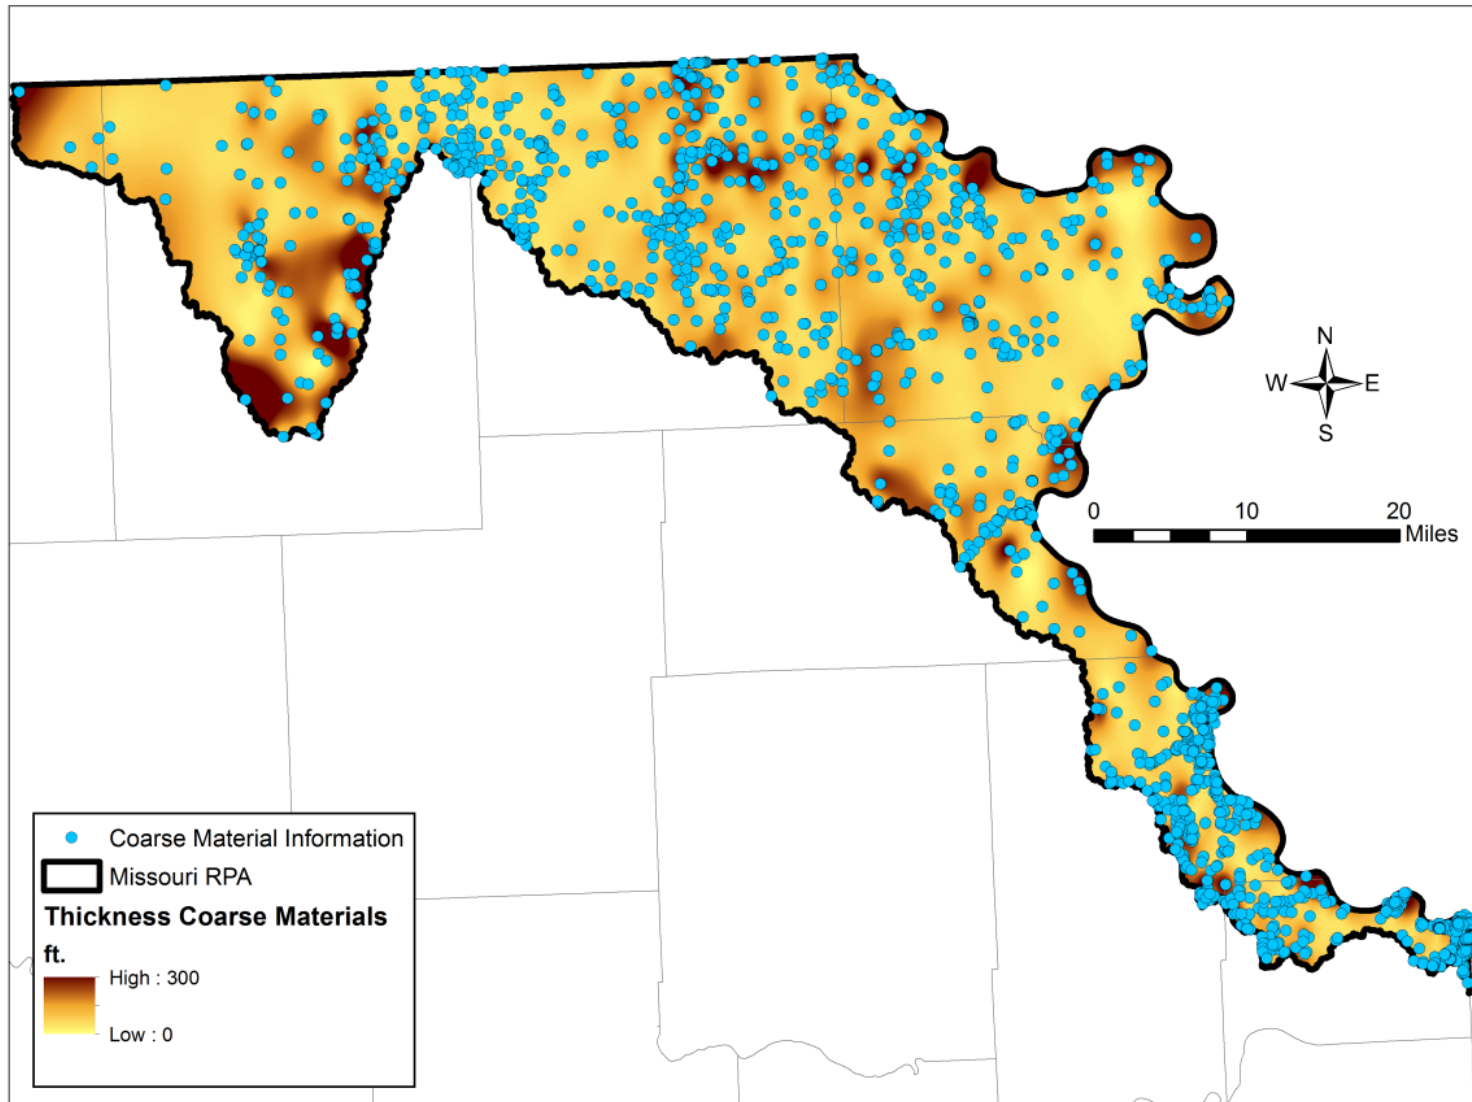 N
W E
S
0 10 20
Miles
Coarse Material Information
Missouri RPA
Thickness Coarse Materials
ft.
High : 300
Low : 0